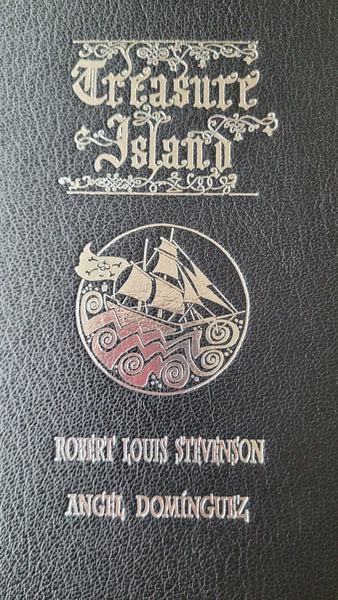 Treasure
Island
ROBERT LOUIS STEVENSON
ANGEL DOMÍNGUEZ